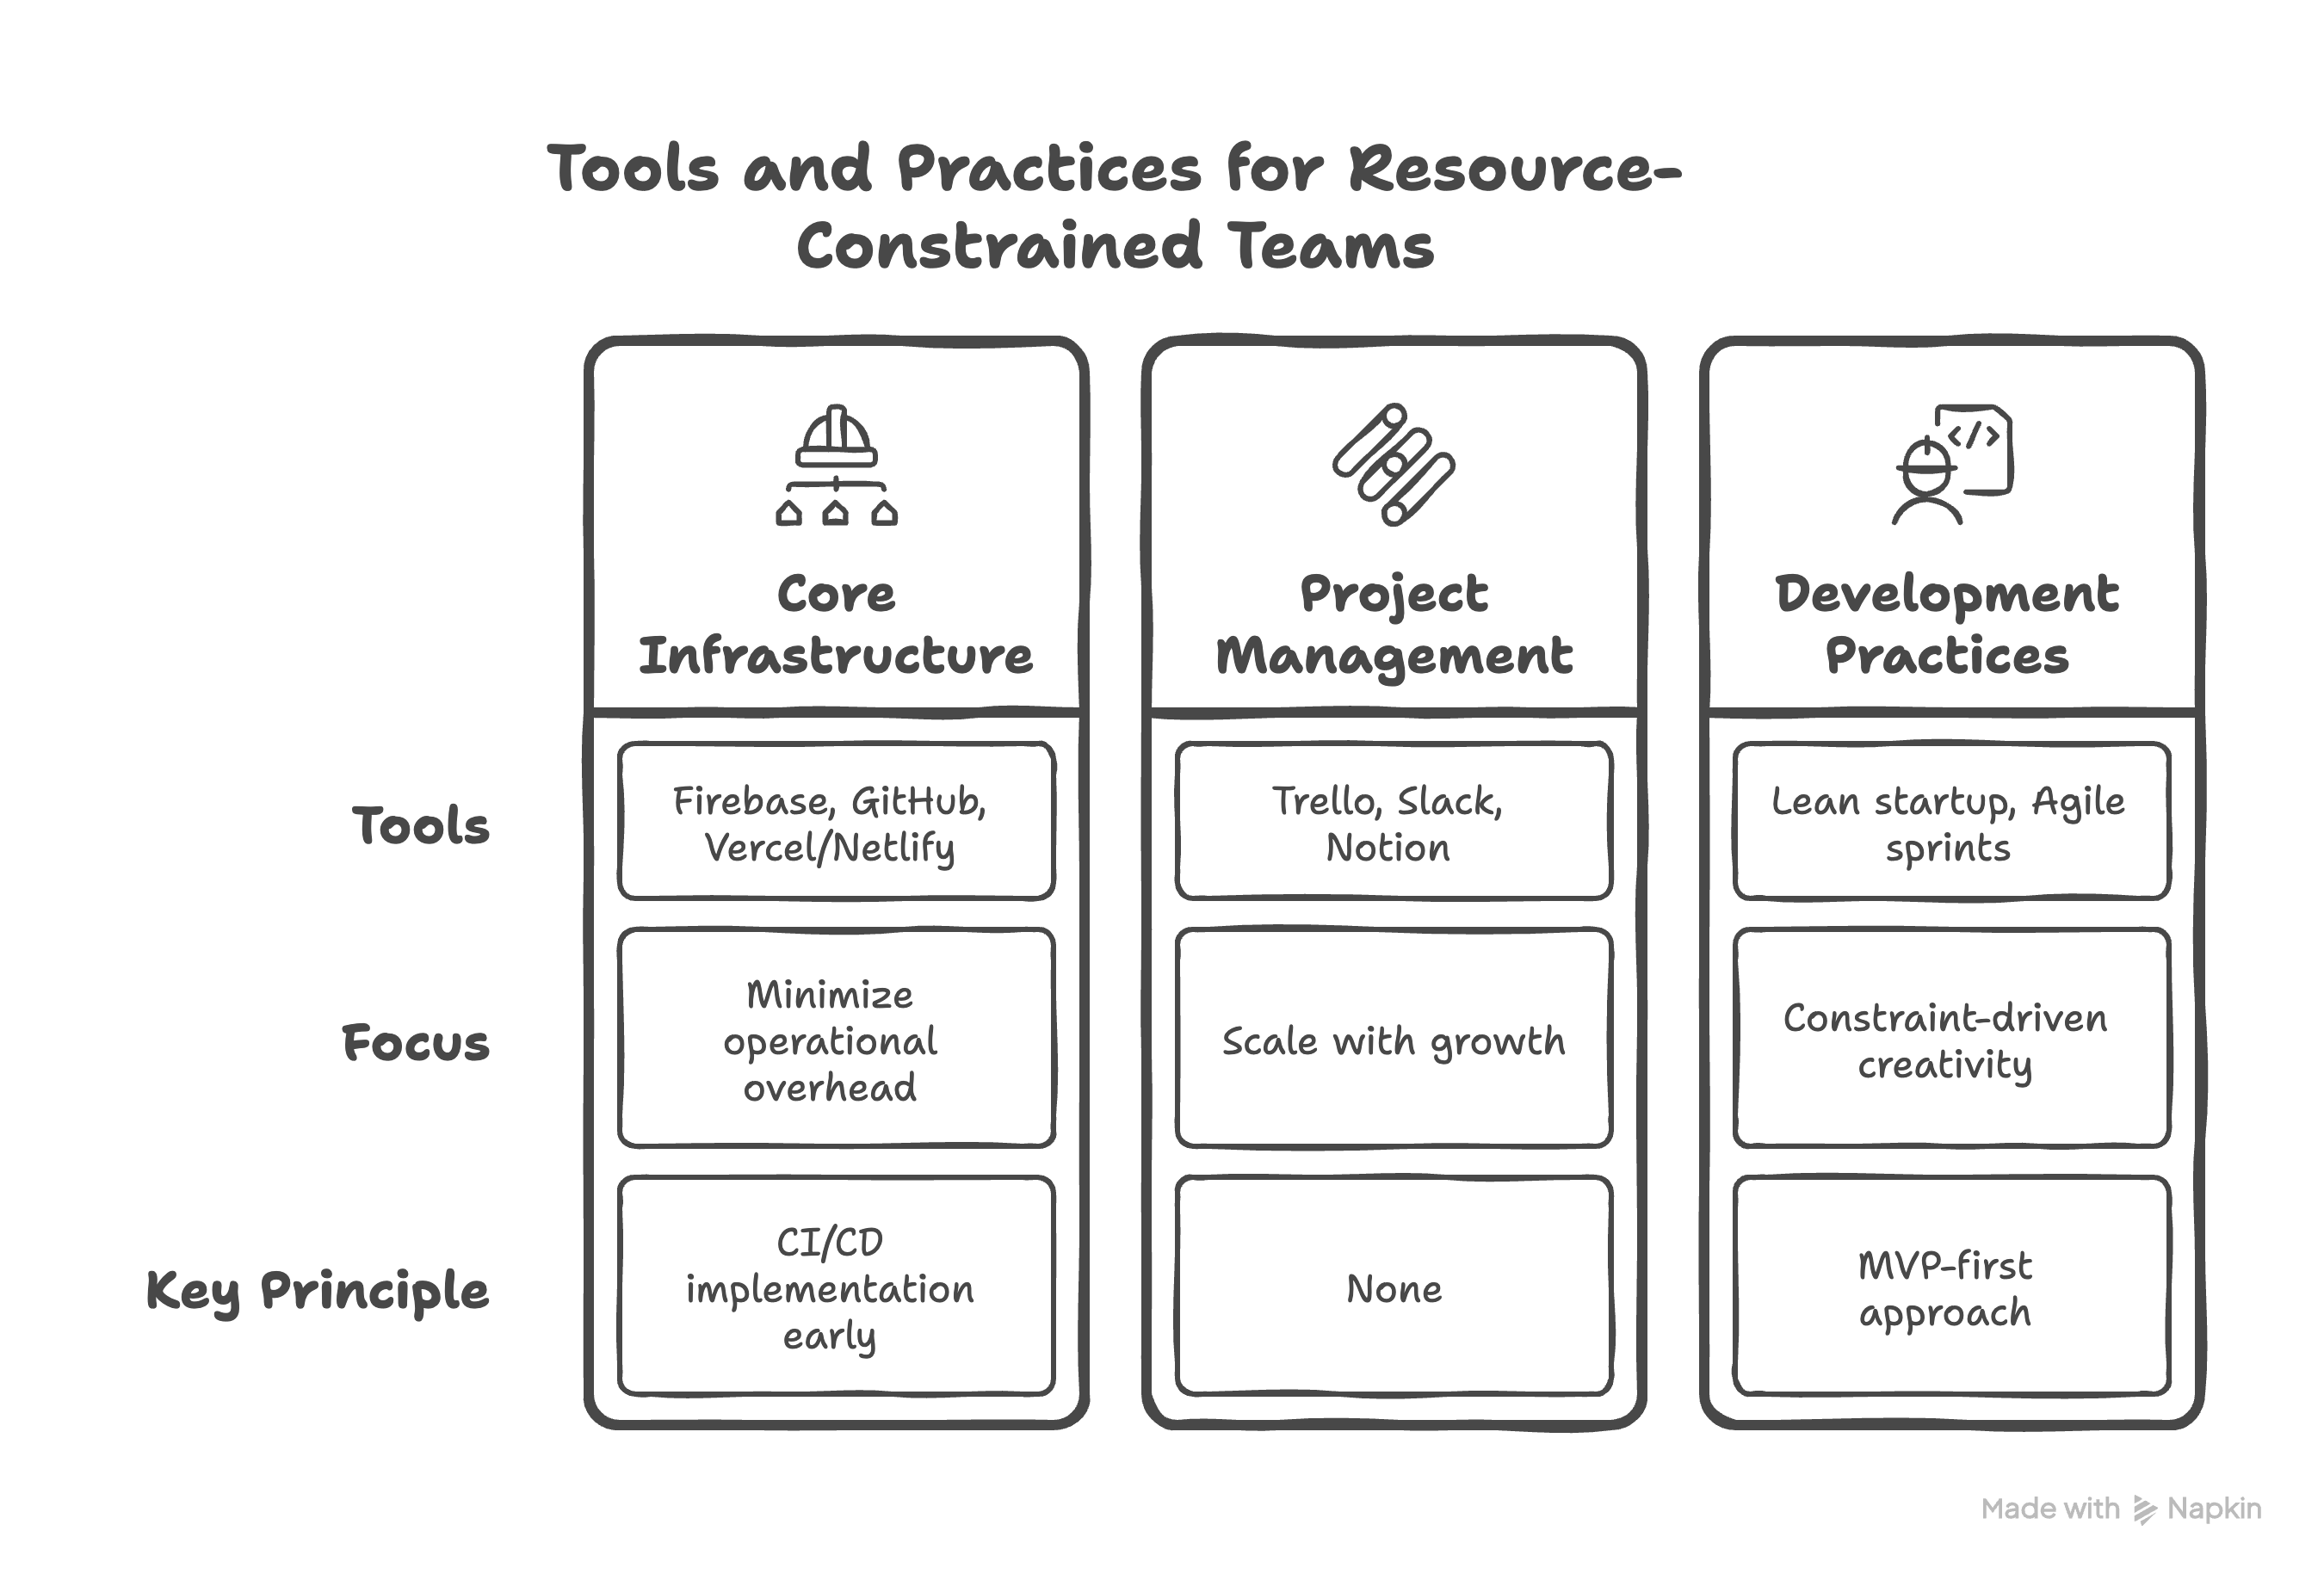 Tools and Practices for Resource-
Constrained Teams
Core
Infrastructure
Project
Management
Development
Practices
Tools
Firebase, GitHub,
Vercel/Netlify
Trello, Slack,
Notion
Lean startup, Agile
sprints
Focus
Minimize
operational
overhead
Scale with growth
Constraint-driven
creativity
Key Principle
CI/CD
implementation
early
None
MVP-first
approach
</>
Made with Napkin